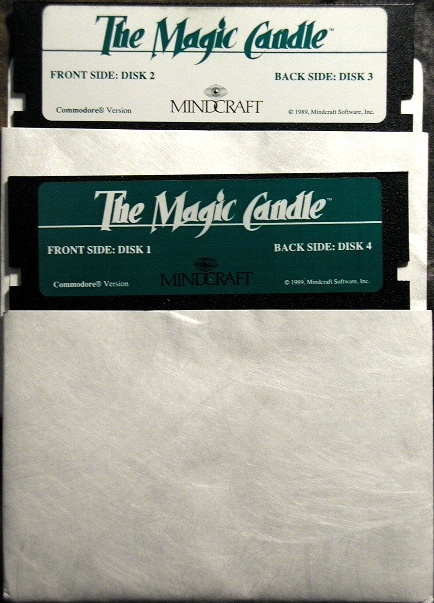 The Magic Candle™
FRONT SIDE: DISK 2 BACK SIDE: DISK 3
MINDCRAFT
Commodore® Version © 1989, Mindcraft Software, Inc.
The Magic Candle™
FRONT SIDE: DISK 1 BACK SIDE: DISK 4
MINDCRAFT
Commodore® Version © 1989, Mindcraft Software, Inc.